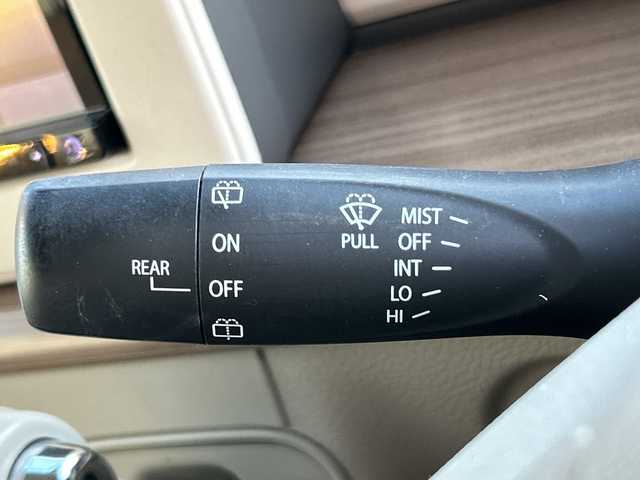 REAR
ON
OFF
PULL
MIST
OFF
INT
LO
HI